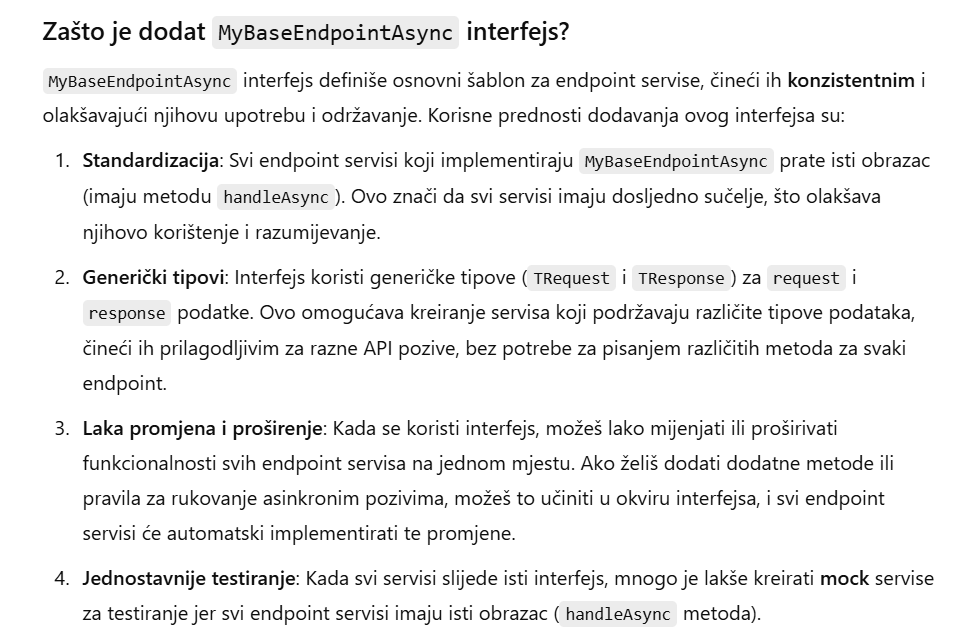 Zašto je dodat MyBaseEndpointAsync interfejs?
MyBaseEndpointAsync interfejs definiše osnovni šablon za endpoint servise, čineći ih konzistentnim i
olakšavajući njihovu upotrebu i održavanje. Korisne prednosti dodavanja ovog interfejsa su:
1. Standardizacija: Svi endpoint servisi koji implementiraju MyBaseEndpointAsync prate isti obrazac
(imaju metodu handleAsync). Ovo znači da svi servisi imaju dosljedno sučelje, što olakšava
njihovo korištenje i razumijevanje.
2. Generički tipovi: Interfejs koristi generičke tipove (TRequest i TResponse) za request i
response podatke. Ovo omogućava kreiranje servisa koji podržavaju različite tipove podataka,
čineći ih prilagodljivim za razne API pozive, bez potrebe za pisanjem različitih metoda za svaki
endpoint.
3. Laka promjena i proširenje: Kada se koristi interfejs, možeš lako mijenjati ili proširivati
funkcionalnosti svih endpoint servisa na jednom mjestu. Ako želiš dodati dodatne metode ili
pravila za rukovanje asinkronim pozivima, možeš to učiniti u okviru interfejsa, i svi endpoint
servisi će automatski implementirati te promjene.
4. Jednostavnije testiranje: Kada svi servisi slijede isti interfejs, mnogo je lakše kreirati mock servise
za testiranje jer svi endpoint servisi imaju isti obrazac (handleAsync metoda).